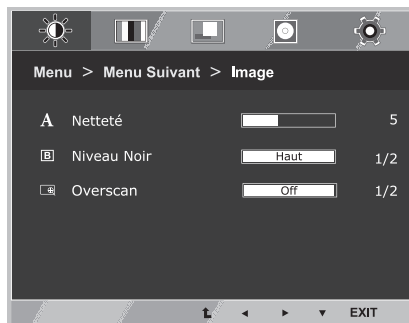 Menu > Menu Suivant > Image
A Netteté 5
B Niveau Noir Haut 1/2
Overscan Off 1/2
EXIT